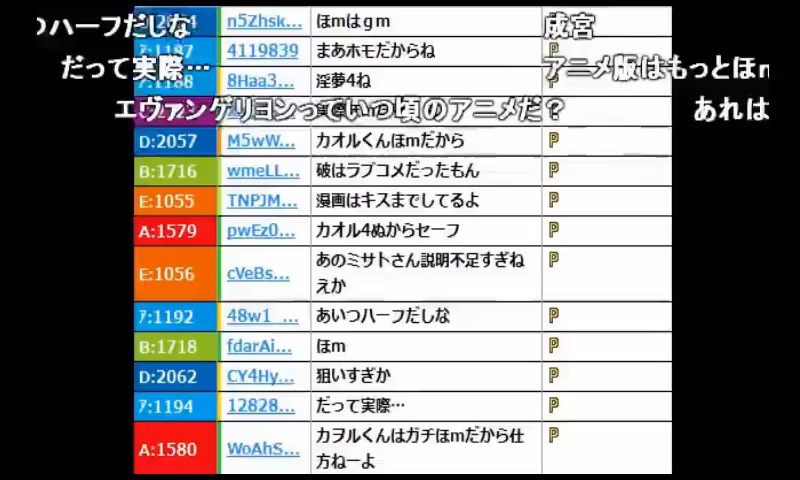 つハーフだしな
成宮
n5Zhsk...
ほmはｇｍ
ｱ:1187
4119839
まあホモだからね
P
だって実際…
アニメ版はもっとほm
ｱ:1188
8Haa3...
淫夢4ね
エヴァンゲリヨンっていつ頃のアニメだ？
あれは
D:2057
M5wW...
カオルくんほmだから
P
B:1716
wmeLL...
破はラブコメだったもん
P
E:1055
TNPJM...
漫画はキスまでしてるよ
P
A:1579
pwEz0...
カオル4ぬからセーフ
P
E:1056
cVeBs...
あのミサトさん説明不足すぎね
えか
P
ｱ:1192
48w1_...
あいつハーフだしな
P
B:1718
fdarAi...
ほm
P
D:2062
CY4Hy...
狙いすぎか
P
ｱ:1194
12828...
だって実際…
P
A:1580
WoAhS...
カヲルくんはガチほmだから仕
方ねーよ
P